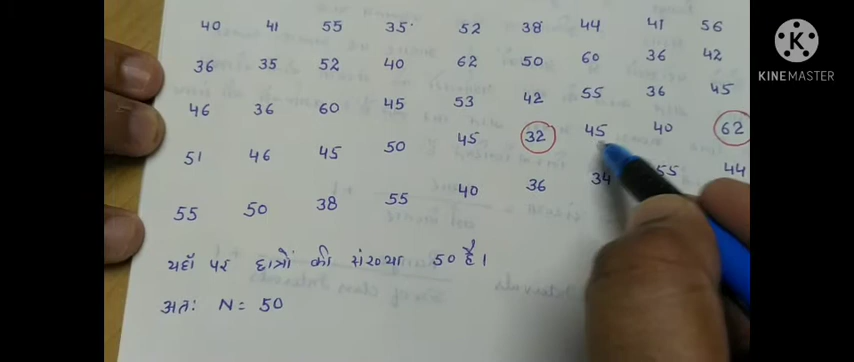 40 41 55 35 52 38 44 41 56
36 35 52 40 62 50 60 36 42
46 36 60 45 53 42 55 36 45
51 46 45 50 45 32 45 40 62
55 50 38 55 40 36 34 55 44
यहाँ पर छात्रों की संख्या 50 है।
अतः N = 50
K
KINEMASTER